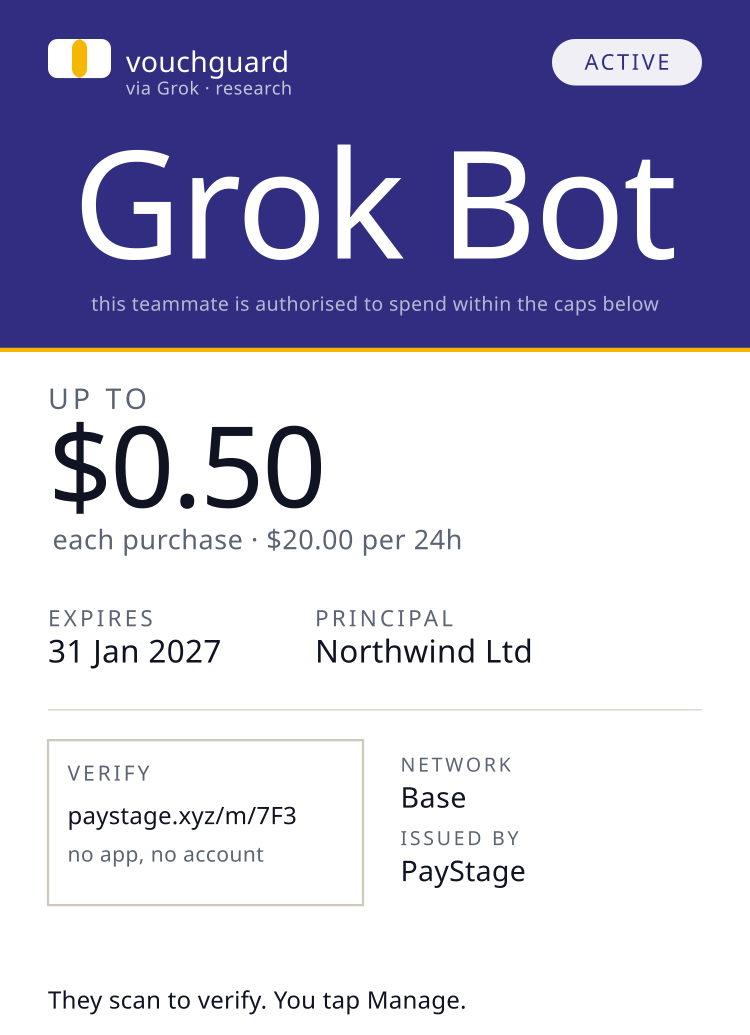 vouchguard
via Grok · research
ACTIVE
Grok Bot
this teammate is authorised to spend within the caps below
UP TO
$0.50
each purchase · $20.00 per 24h
EXPIRES
31 Jan 2027
PRINCIPAL
Northwind Ltd
VERIFY
paystage.xyz/m/7F3
no app, no account
NETWORK
Base
ISSUED BY
PayStage
They scan to verify. You tap Manage.